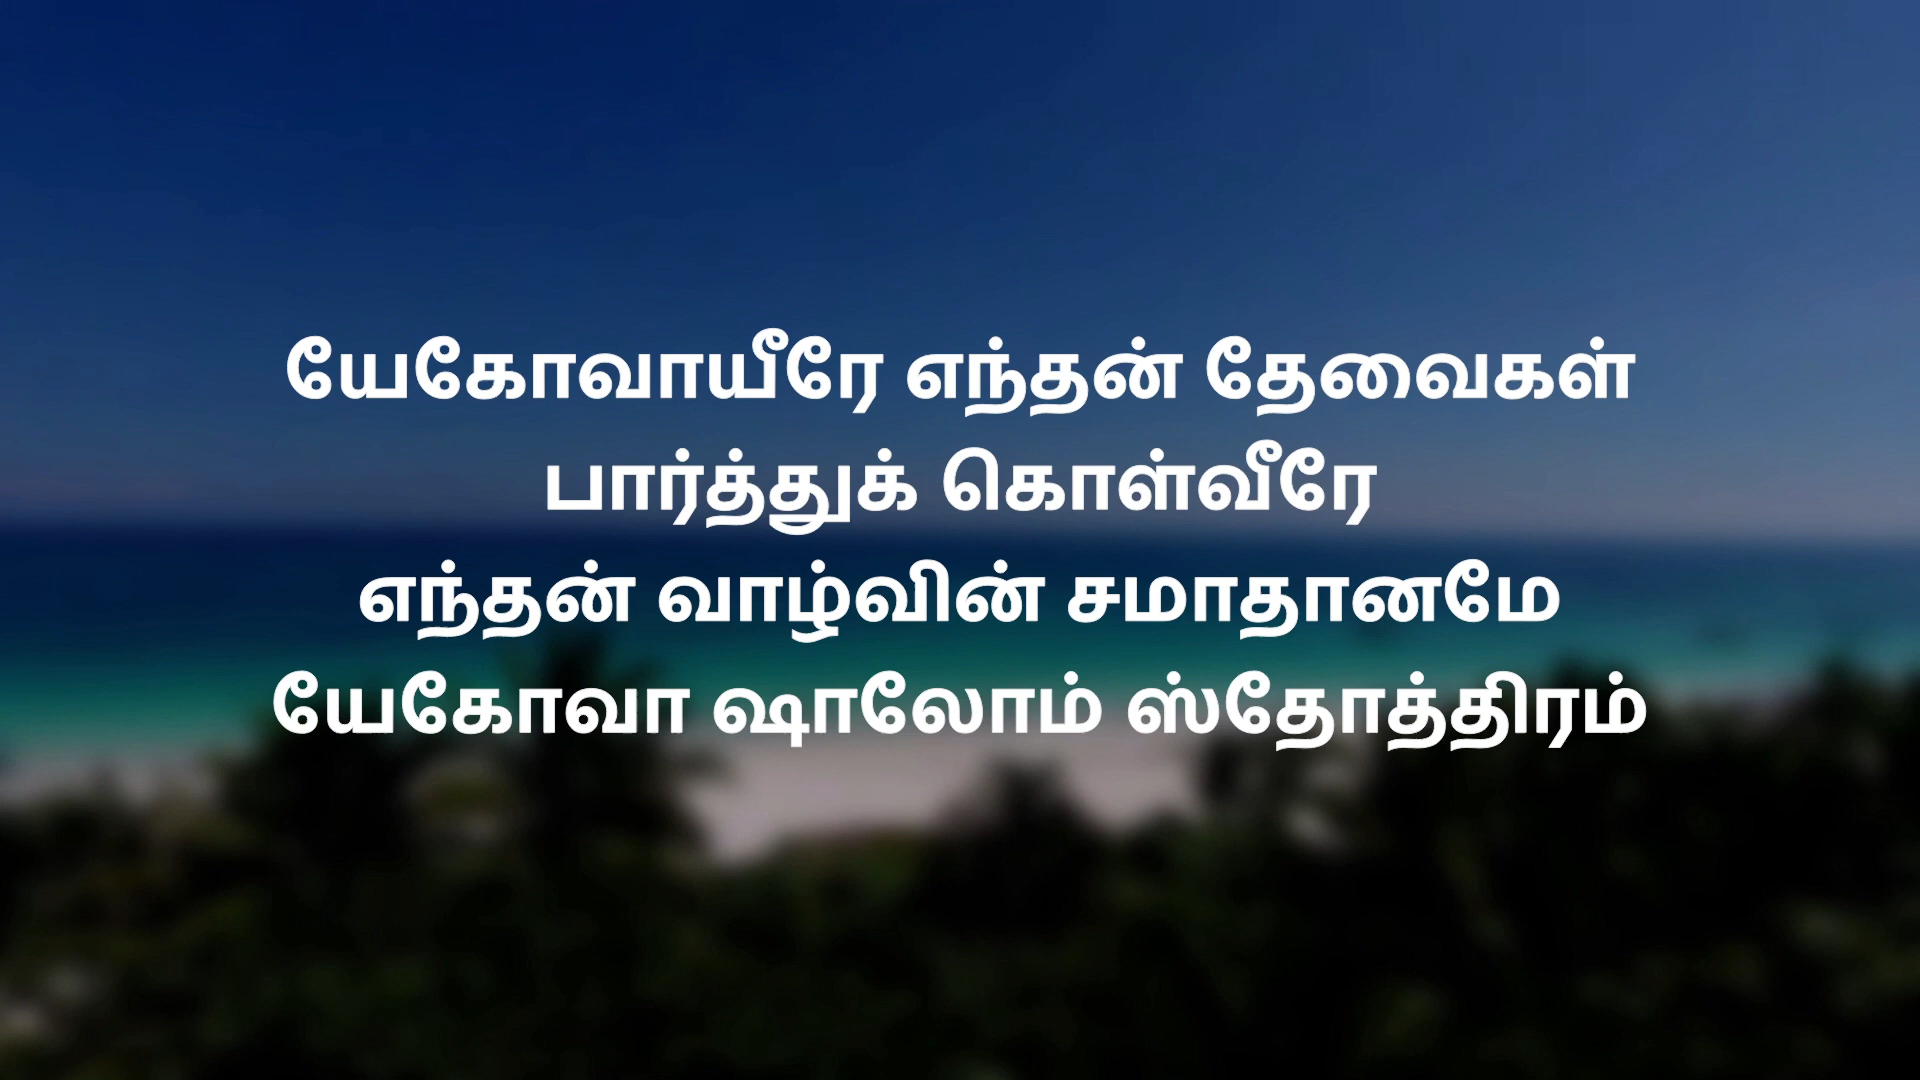 யேகோவாயீரே எந்தன் தேவைகள்
பார்த்துக் கொள்வீரே
எந்தன் வாழ்வின் சமாதானமே
யேகோவா ஷாலோம் ஸ்தோத்திரம்